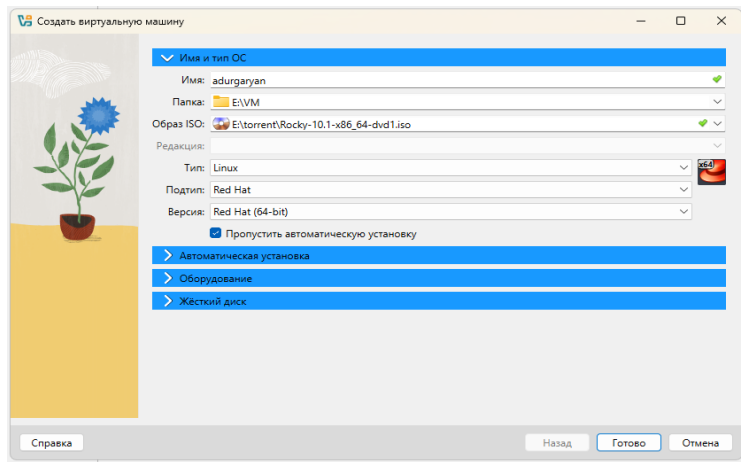 Создать виртуальную машину
Имя и тип ОС
Имя: adurgaryan
Папка: E:\VM
Образ ISO: E:\torrent\Rocky-10.1-x86_64-dvd1.iso
Редакция:
Тип: Linux
x64
Подтип: Red Hat
Версия: Red Hat (64-bit)
Пропустить автоматическую установку
Автоматическая установка
Оборудование
Жёсткий диск
Справка Назад Готово Отмена